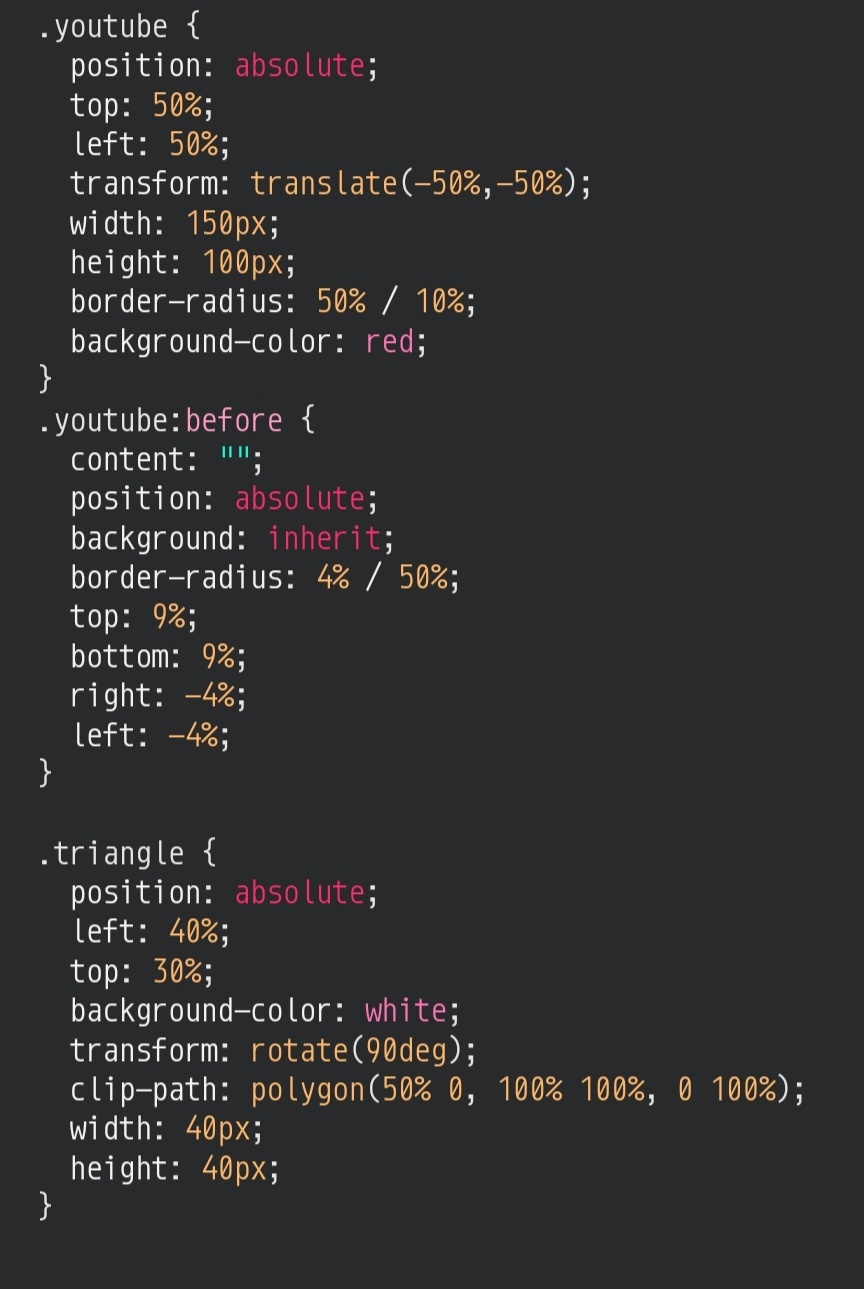 .youtube {
position: absolute;
top: 50%;
left: 50%;
transform: translate(-50%,-50%);
width: 150px;
height: 100px;
border-radius: 50% / 10%;
background-color: red;
}
.youtube:before {
content: "";
position: absolute;
background: inherit;
border-radius: 4% / 50%;
top: 9%;
bottom: 9%;
right: -4%;
left: -4%;
}
.triangle {
position: absolute;
left: 40%;
top: 30%;
background-color: white;
transform: rotate(90deg);
clip-path: polygon(50% 0, 100% 100%, 0 100%);
width: 40px;
height: 40px;
}